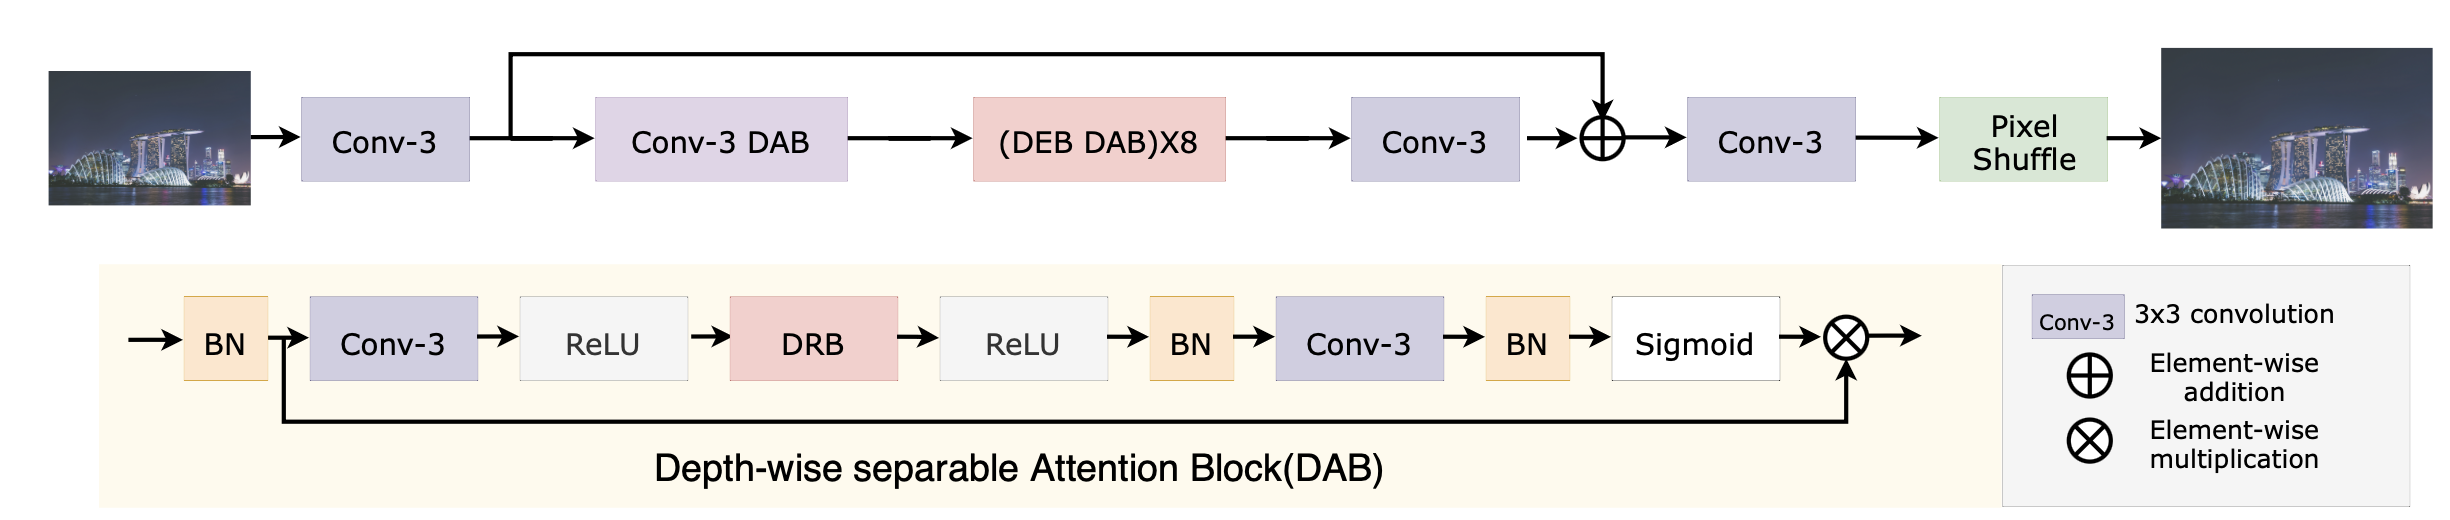 Conv-3
Conv-3 DAB
(DEB DAB)X8
Conv-3
Conv-3
Pixel
Shuffle
BN
Conv-3
ReLU
DRB
ReLU
BN
Conv-3
BN
Sigmoid
Depth-wise separable Attention Block(DAB)
Conv-3
3x3 convolution
Element-wise
addition
Element-wise
multiplication